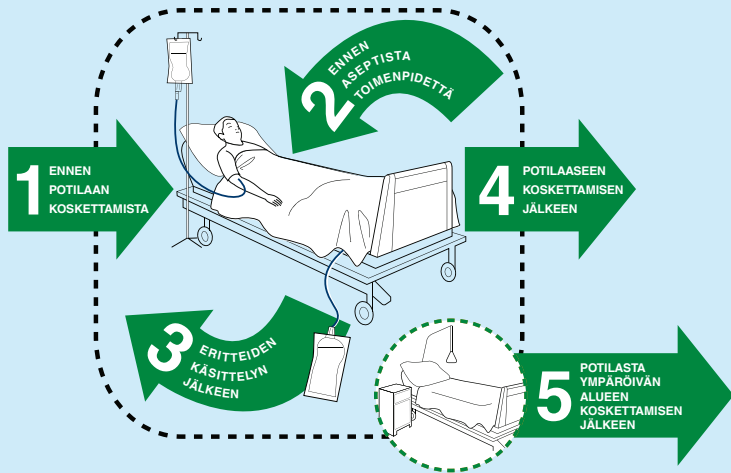 1
ENNEN
POTILAAN
KOSKETTAMISTA
2
ENNEN
ASEPTISTA
TOIMENPIDETTÄ
3
ERITTEIDEN
KÄSITTELYN
JÄLKEEN
4
POTILAASEEN
KOSKETTAMISEN
JÄLKEEN
5
POTILASTA
YMPÄRÖIVÄN
ALUEEN
KOSKETTAMISEN
JÄLKEEN